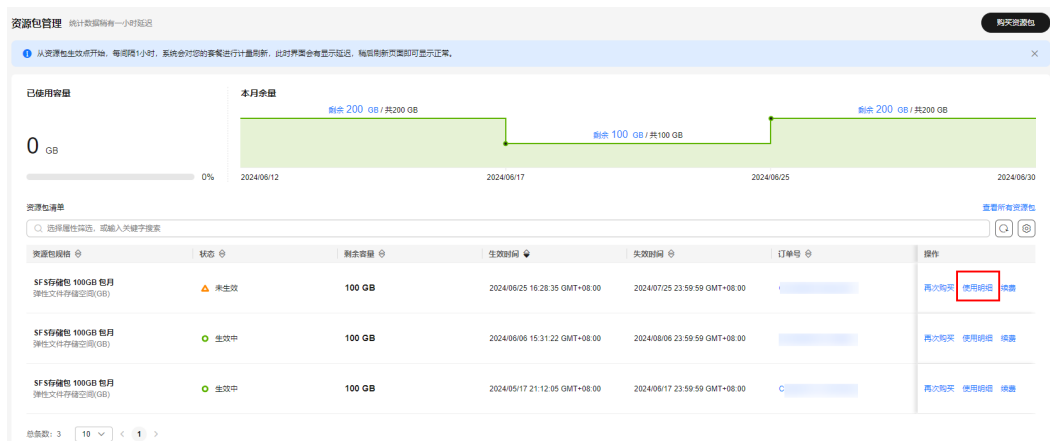 资源包管理 统计数据稍有一小时延迟 购买资源包
从资源包生效点开始，每间隔1小时，系统会对您的套餐进行计量刷新，此时界面会有显示延迟，稍后刷新页面即可显示正常。
已使用容量 本月余量
剩余 200 GB / 共200 GB 剩余 200 GB / 共200 GB
剩余 100 GB / 共100 GB
0 GB
0% 2024/06/12 2024/06/17 2024/06/25 2024/06/30
资源包清单 查看所有资源包
选择属性筛选，或输入关键字搜索
资源包规格 状态 剩余容量 生效时间 失效时间 订单号 操作
SFS存储包 100GB 包月
弹性文件存储空间(GB)
未生效 100 GB 2024/06/25 16:28:35 GMT+08:00 2024/07/25 23:59:59 GMT+08:00 再次购买 使用明细 续费
SFS存储包 100GB 包月
弹性文件存储空间(GB)
生效中 100 GB 2024/06/06 15:31:22 GMT+08:00 2024/08/06 23:59:59 GMT+08:00 再次购买 使用明细 续费
SFS存储包 100GB 包月
弹性文件存储空间(GB)
生效中 100 GB 2024/05/17 21:12:05 GMT+08:00 2024/06/17 23:59:59 GMT+08:00 C 再次购买 使用明细 续费
总条数：3 10 1